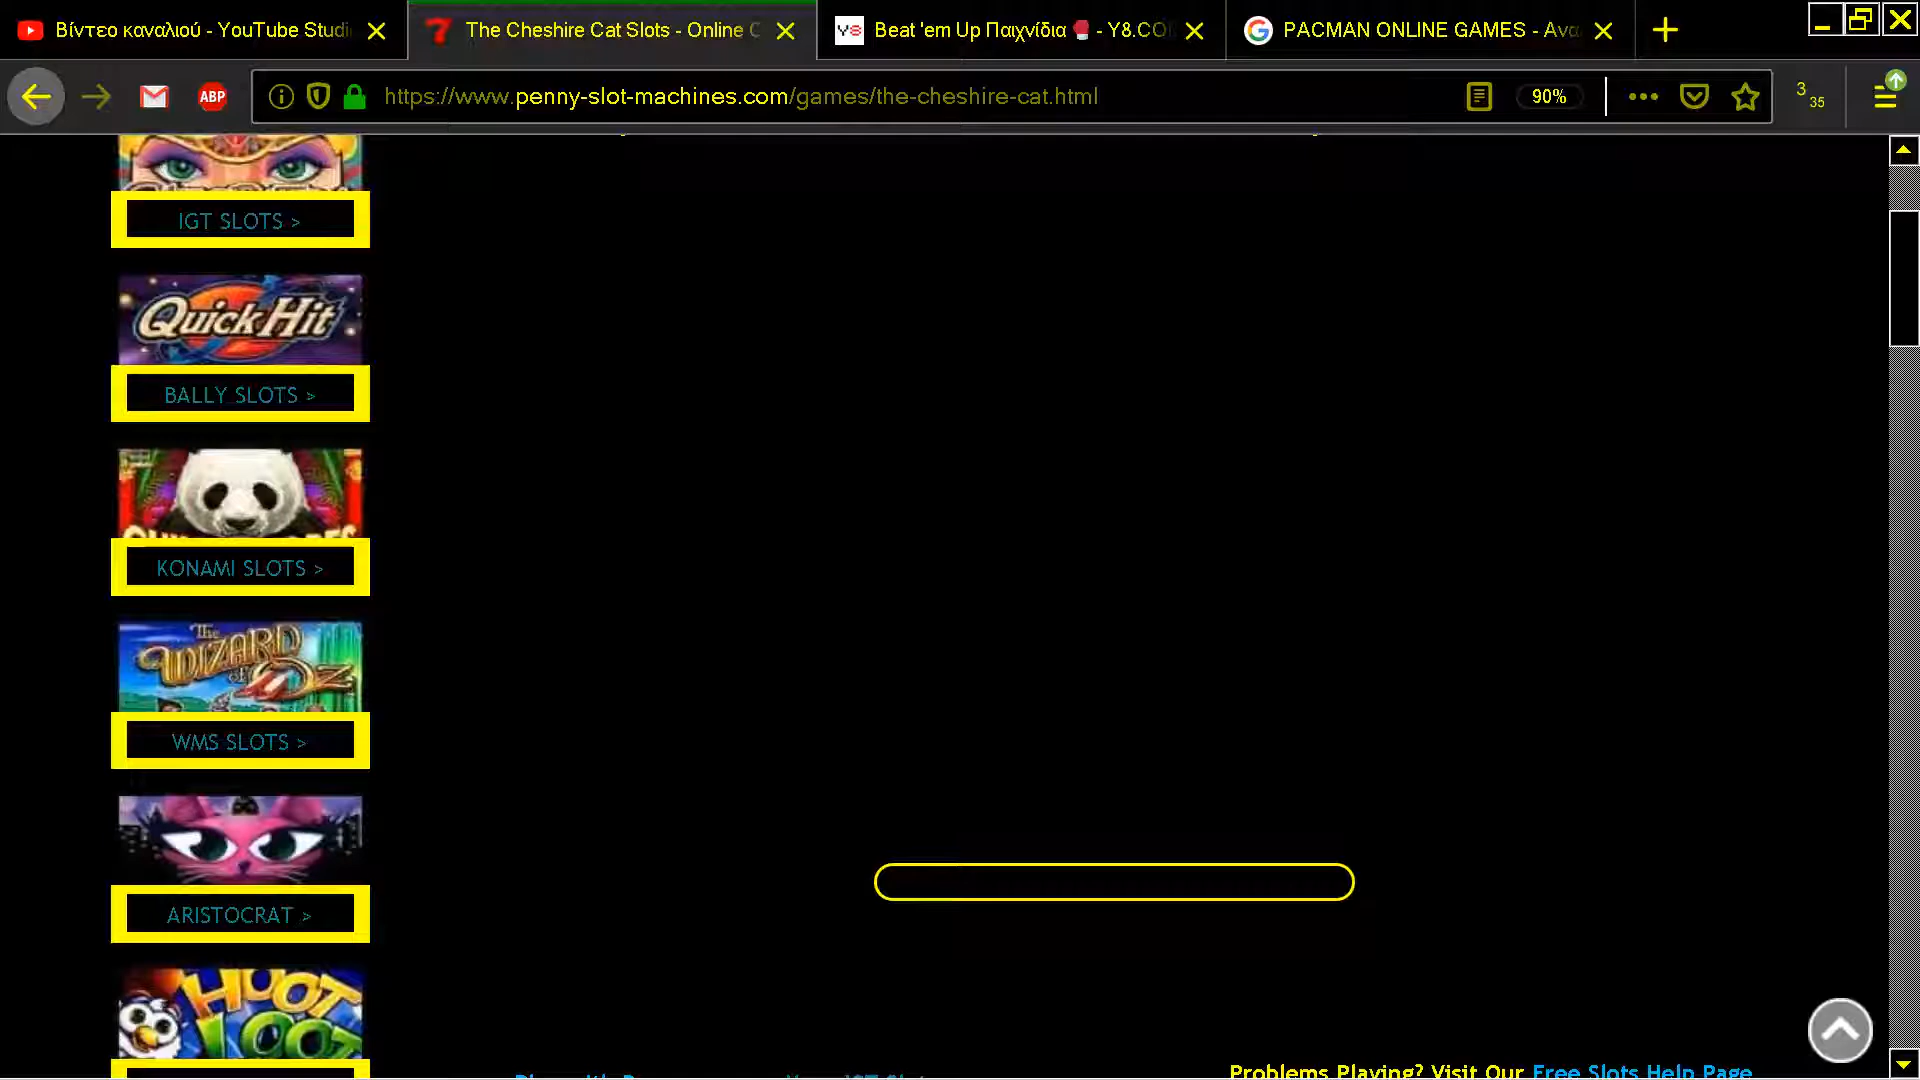 Βίντεο καναλιού - YouTube Studi
The Cheshire Cat Slots - Online C
Y8
Beat 'em Up Παιχνίδια 🥊 - Y8.CO
PACMAN ONLINE GAMES - Ανα
ABP
https://www.penny-slot-machines.com/games/the-cheshire-cat.html
90%
3
35
IGT SLOTS >
Quick Hit
BALLY SLOTS >
KONAMI SLOTS >
The
WIZARD
of OZ
WMS SLOTS >
ARISTOCRAT >
HOOT
LOOT
Problems Playing? Visit Our Free Slots Help Page